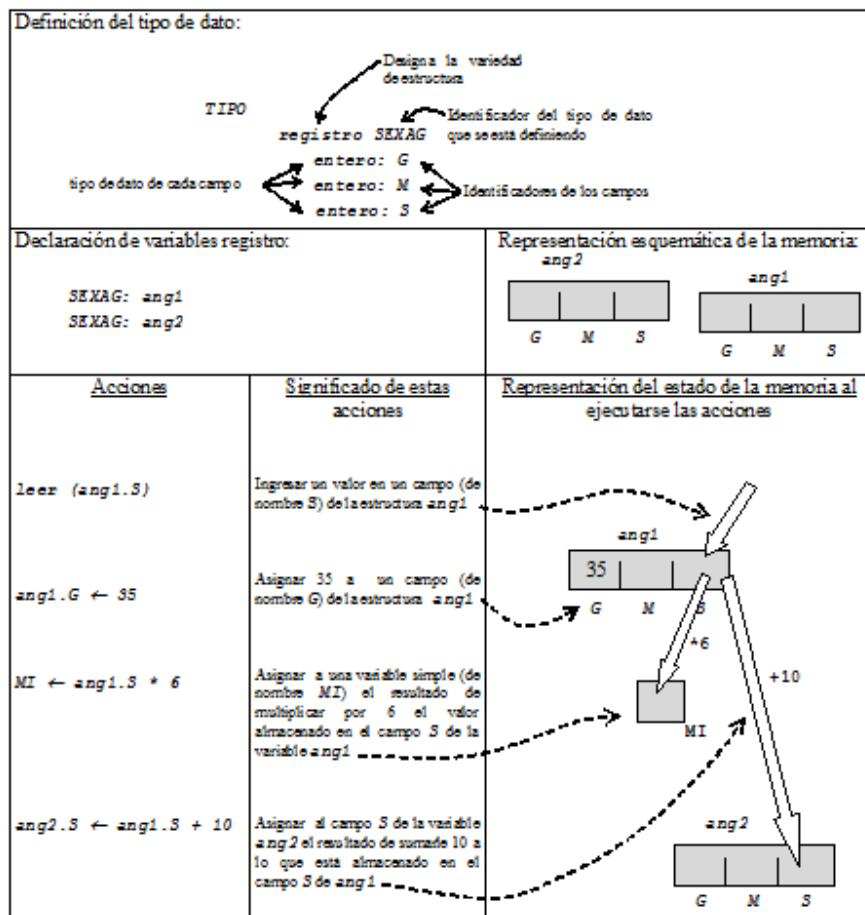 Definición del tipo de dato:
Designa la variedad
de estructura
TIPO
Identificador del tipo de dato
que se está definiendo
registro SEXAG
entero: G
tipo de dato de cada campo
entero: M
Identificadores de los campos
entero: S
Declaración de variables registro:
SEXAG: ang1
SEXAG: ang2
Representación esquemática de la memoria:
ang2
ang1
G M S
G M S
Acciones
Significado de estas
acciones
Representación del estado de la memoria al
ejecutarse las acciones
leer (ang1.S)
Ingresar un valor en un campo (de
nombre S) de la estructura ang1
ang1
35
G M S
ang1.G ← 35
Asignar 35 a un campo (de
nombre G) de la estructura ang1
*6
+10
MI ← ang1.S * 6
Asignar a una variable simple (de
nombre MI) el resultado de
multiplicar por 6 el valor
almacenado en el campo S de la
variable ang1
MI
ang2.S ← ang1.S + 10
Asignar al campo S de la variable
ang2 el resultado de sumarle 10 a
lo que está almacenado en el
campo S de ang1
ang2
G M S